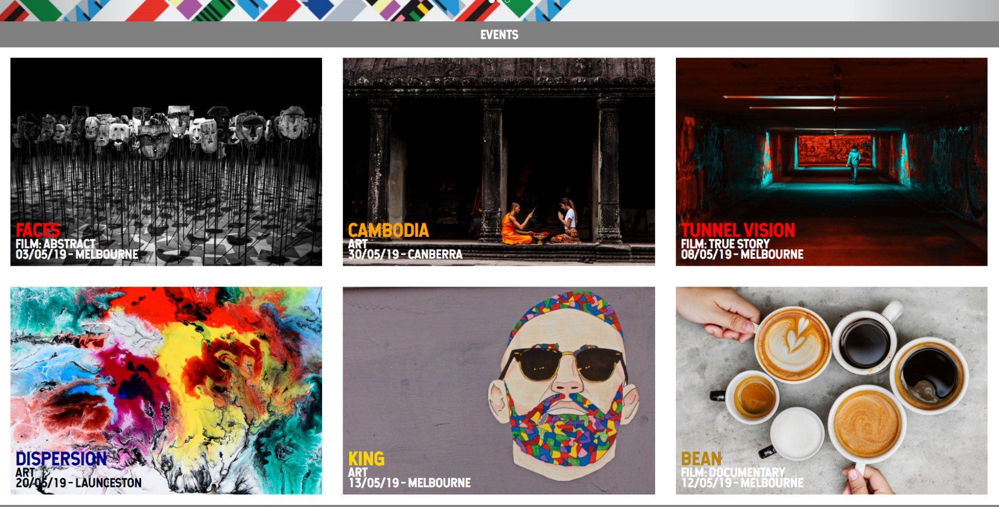 EVENTS
FACES
FILM: ABSTRACT
03/05/19 - MELBOURNE
CAMBODIA
ART
30/05/19 - CANBERRA
TUNNEL VISION
FILM: TRUE STORY
08/05/19 - MELBOURNE
DISPERSION
ART
20/05/19 - LAUNCESTON
KING
ART
13/05/19 - MELBOURNE
BEAN
FILM: DOCUMENTARY
12/05/19 - MELBOURNE